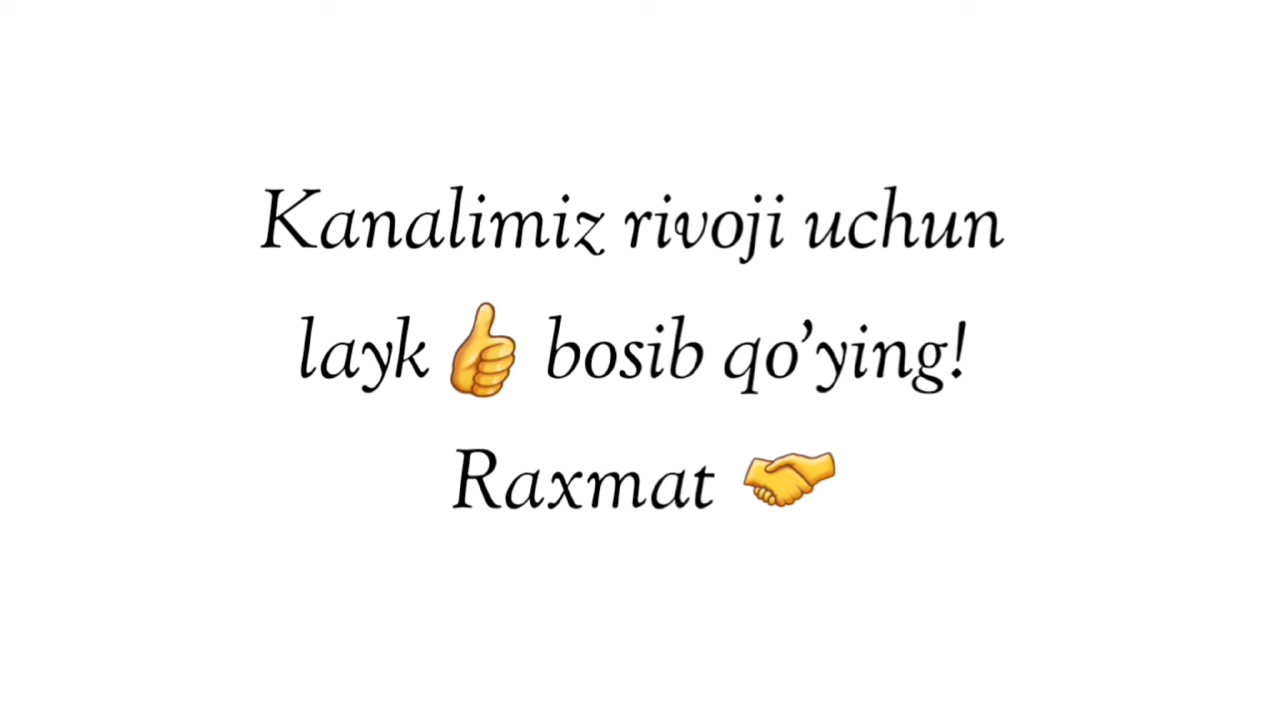 Kanalimiz rivoji uchun
layk👍 bosib qo’ying!
Raxmat 🤝